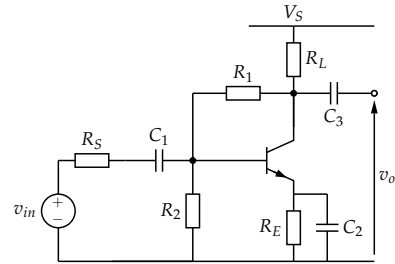 V_S
R_L
R_1
C_3
R_S
C_1
v_o
v_in
+
−
R_2
R_E
C_2